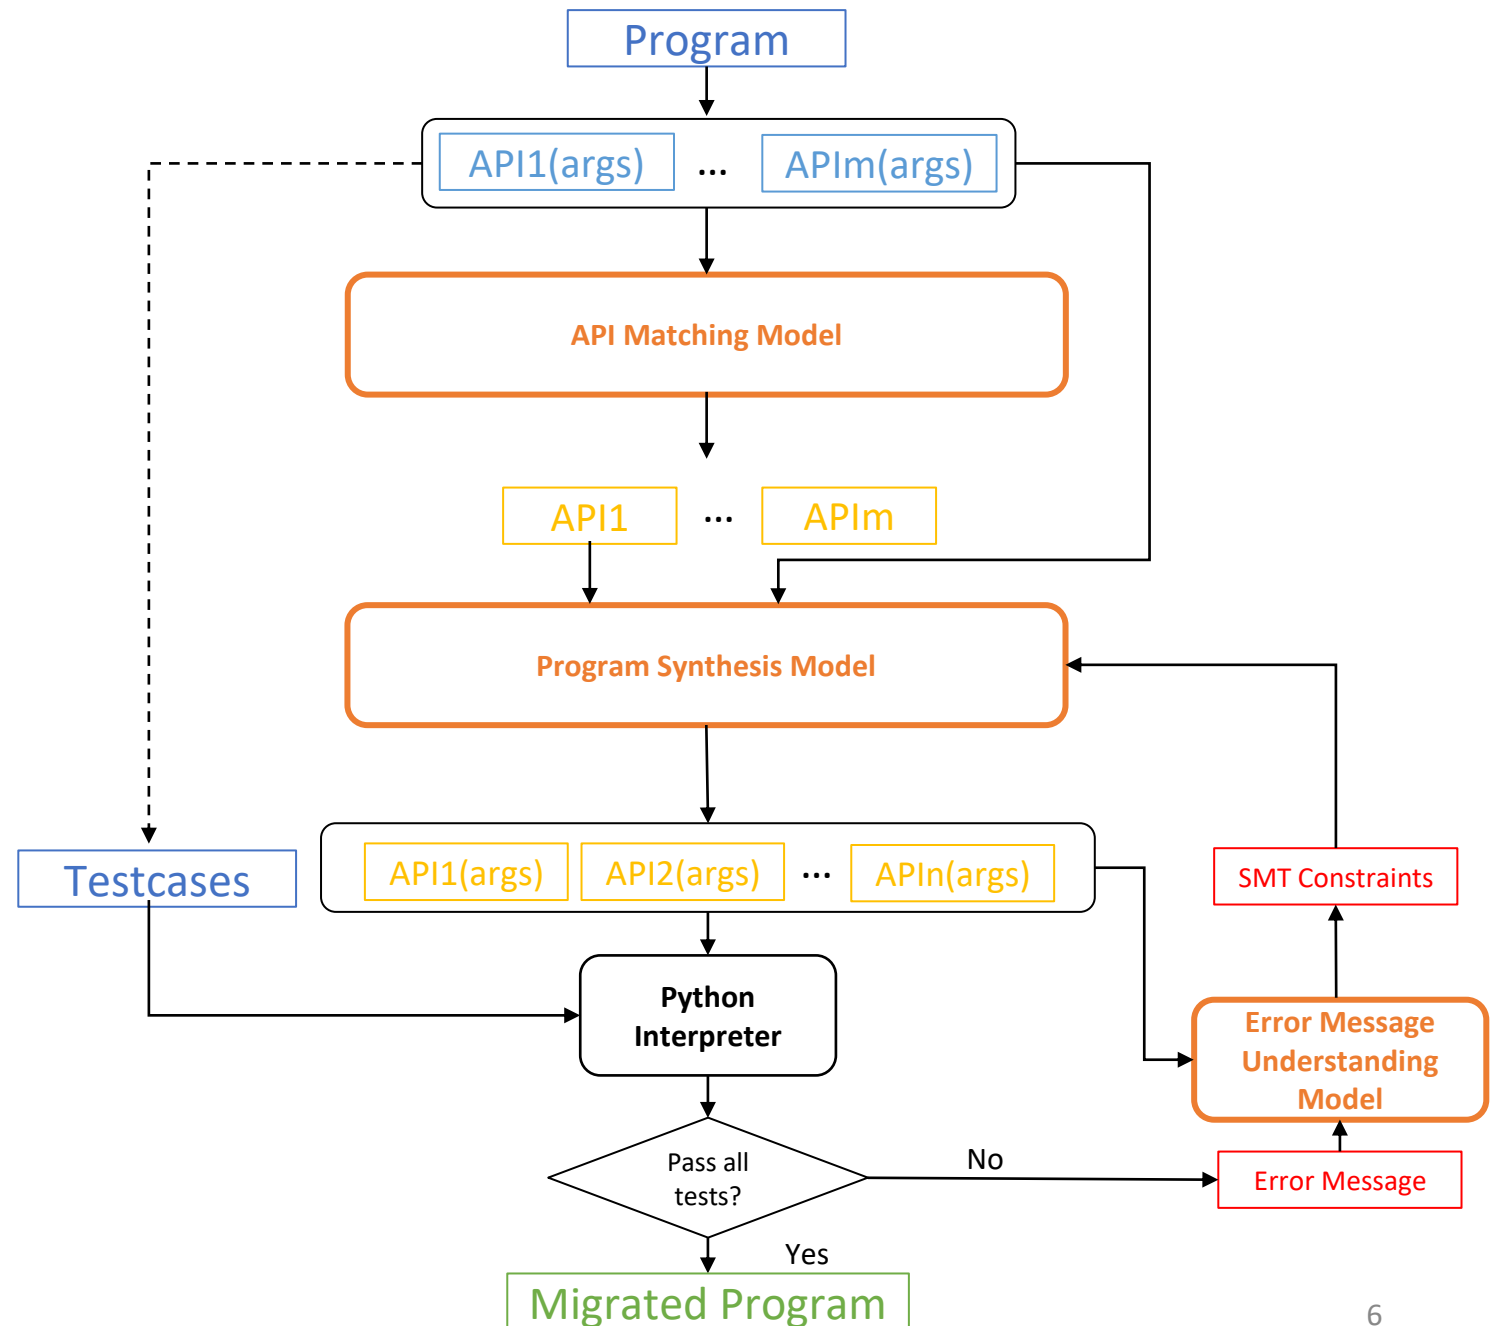 Program
API1(args) ... APIm(args)
API Matching Model
API1 ... APIm
Program Synthesis Model
Testcases
API1(args) API2(args) ... APIn(args)
SMT Constraints
Python
Interpreter
Error Message
Understanding
Model
Pass all
tests?
No
Error Message
Yes
Migrated Program
6